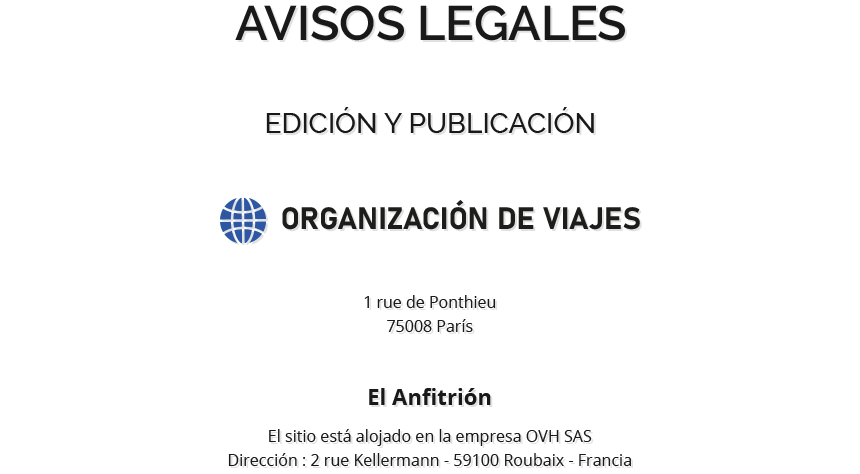 AVISOS LEGALES
EDICIÓN Y PUBLICACIÓN
ORGANIZACIÓN DE VIAJES
1 rue de Ponthieu
75008 París
El Anfitrión
El sitio está alojado en la empresa OVH SAS
Dirección : 2 rue Kellermann - 59100 Roubaix - Francia